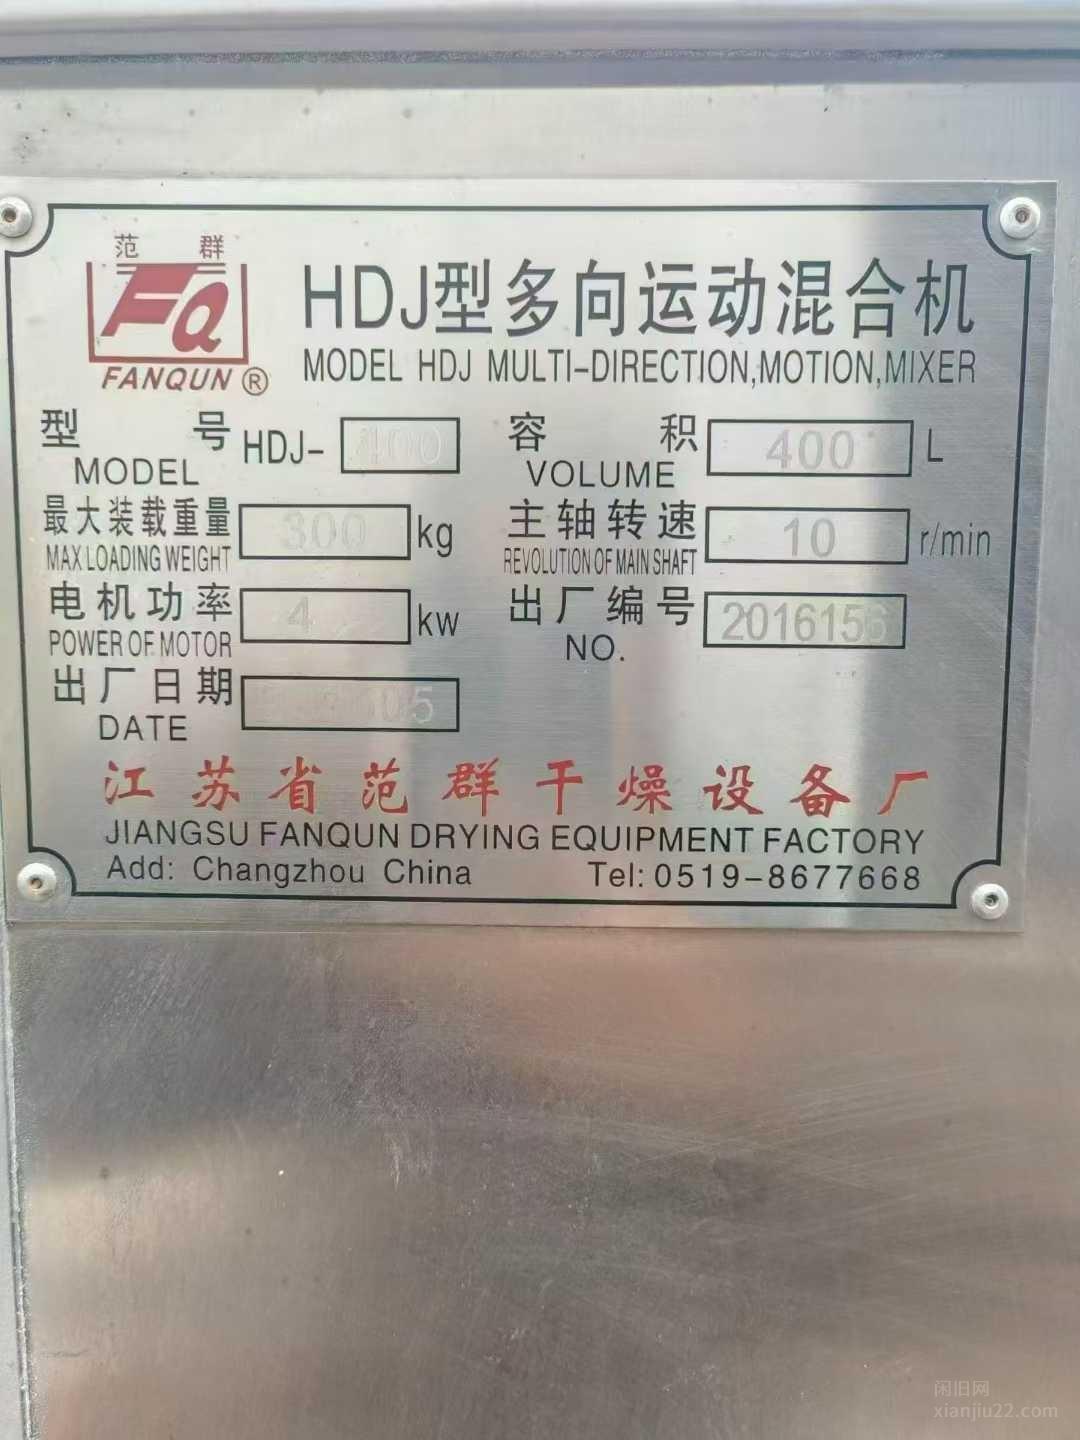 范 群
FQ
FANQUN ®
HDJ型多向运动混合机
MODEL HDJ MULTI-DIRECTION,MOTION,MIXER
型 号 HDJ- 400 容 积 400 L
MODEL VOLUME
最大装载重量 300 kg 主轴转速 10 r/min
MAX LOADING WEIGHT REVOLUTION OF MAIN SHAFT
电机功率 4 kw 出厂编号 2016156
POWER OF MOTOR NO.
出厂日期
DATE
江苏省范群干燥设备厂
JIANGSU FANQUN DRYING EQUIPMENT FACTORY
Add: Changzhou China Tel: 0519-8677668
闲旧网
xianjiu22.com